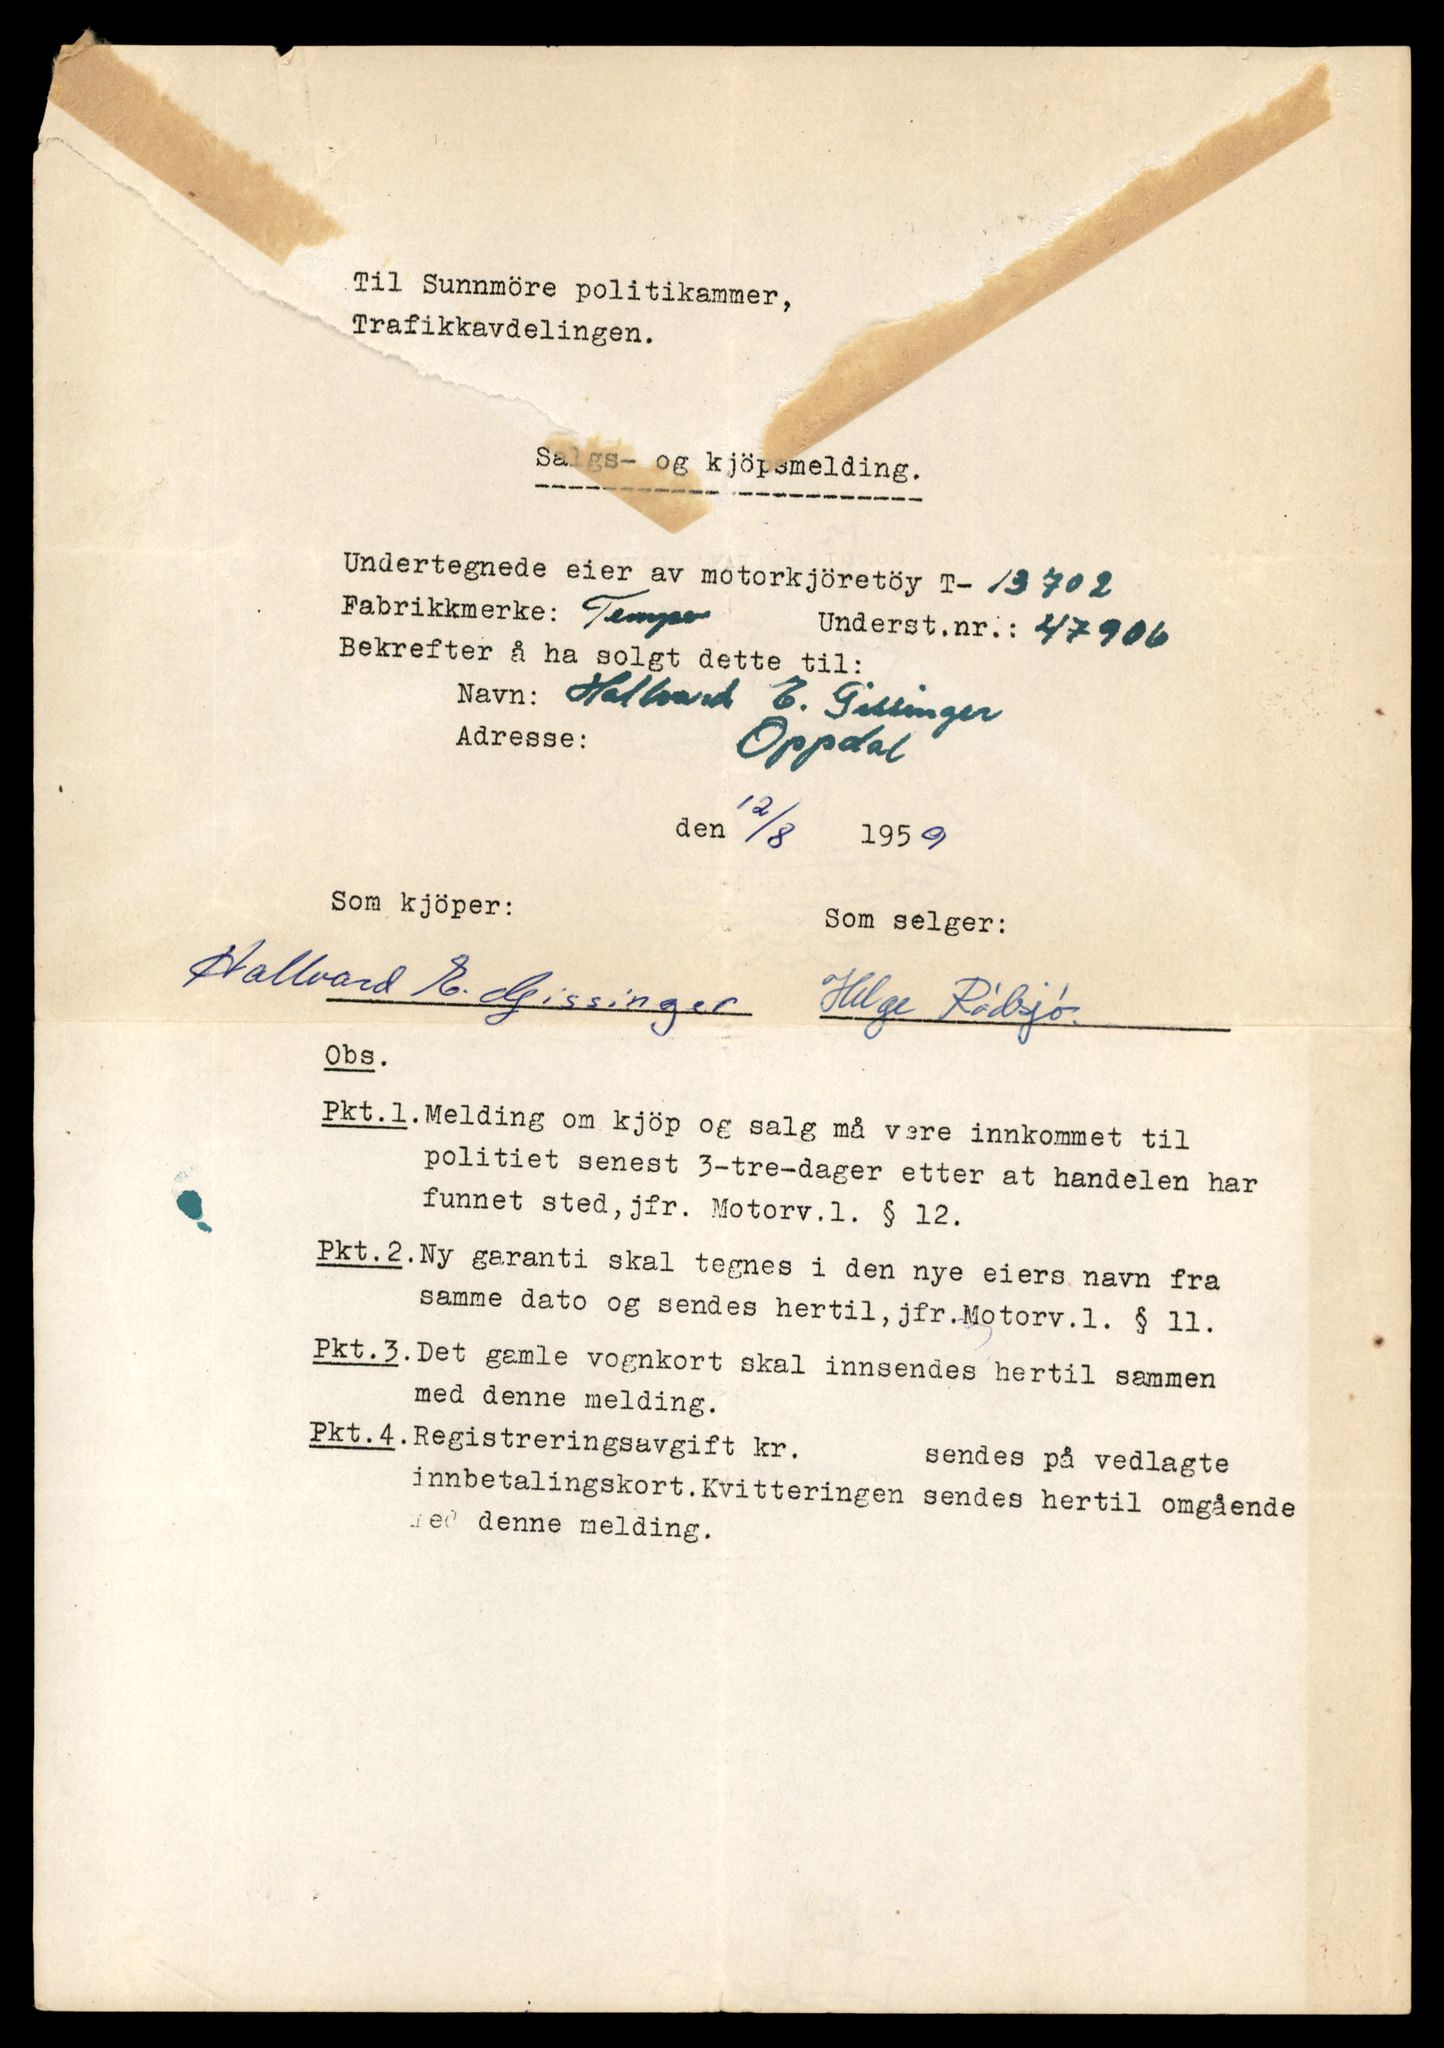 Til Sunnmöre politikammer,
Trafikkavdelingen.
Salgs- og kjöpsmelding.
Undertegnede eier av motorkjöretöy T- 13702
Fabrikkmerke: Tempo Underst.nr.: 47906
Bekrefter å ha solgt dette til:
Navn: Hallvard E. Gissinger
Adresse: Oppdal
den 12/8 1959
Som kjöper: Som selger:
Hallvard E. Gissinger Helge Rödsjö.
Obs.
Pkt.1. Melding om kjöp og salg må være innkommet til
politiet senest 3-tre-dager etter at handelen har
funnet sted, jfr. Motorv.l. § 12.
Pkt.2. Ny garanti skal tegnes i den nye eiers navn fra
samme dato og sendes hertil, jfr. Motorv.l. § 11.
Pkt.3. Det gamle vognkort skal innsendes hertil sammen
med denne melding.
Pkt.4. Registreringsavgift kr. sendes på vedlagte
innbetalingskort. Kvitteringen sendes hertil omgående
med denne melding.